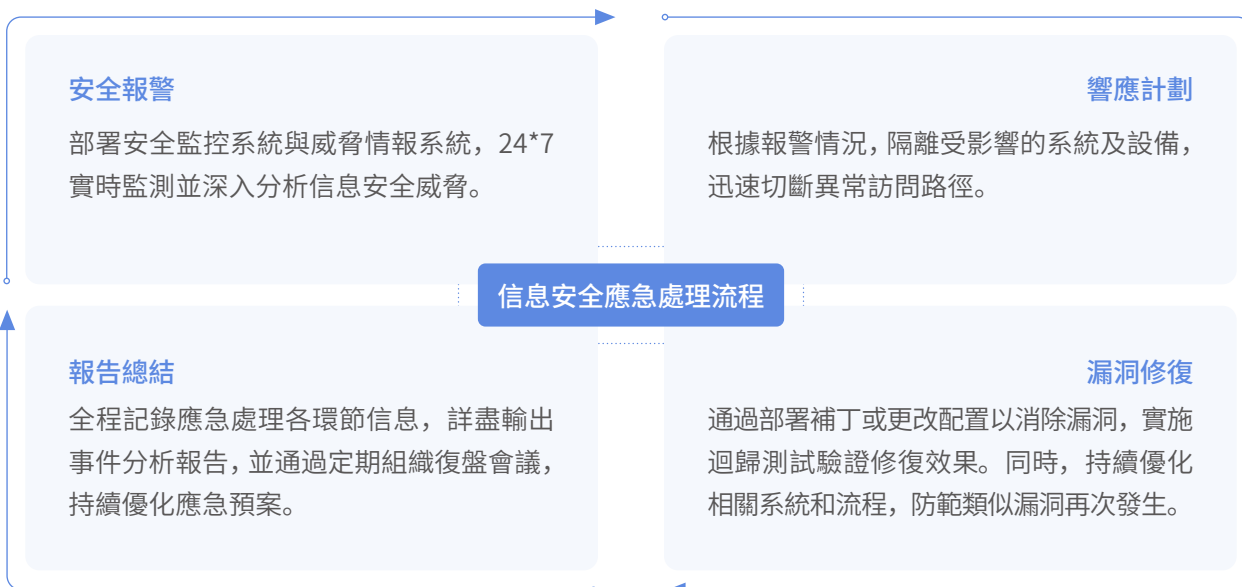 安全報警
部署安全監控系統與威脅情報系統，24*7
實時監測並深入分析信息安全威脅。
響應計劃
根據報警情況，隔離受影響的系統及設備，
迅速切斷異常訪問路徑。
信息安全應急處理流程
報告總結
全程記錄應急處理各環節信息，詳盡輸出
事件分析報告，並通過定期組織復盤會議，
持續優化應急預案。
漏洞修復
通過部署補丁或更改配置以消除漏洞，實施
迴歸測試驗證修復效果。同時，持續優化
相關系統和流程，防範類似漏洞再次發生。